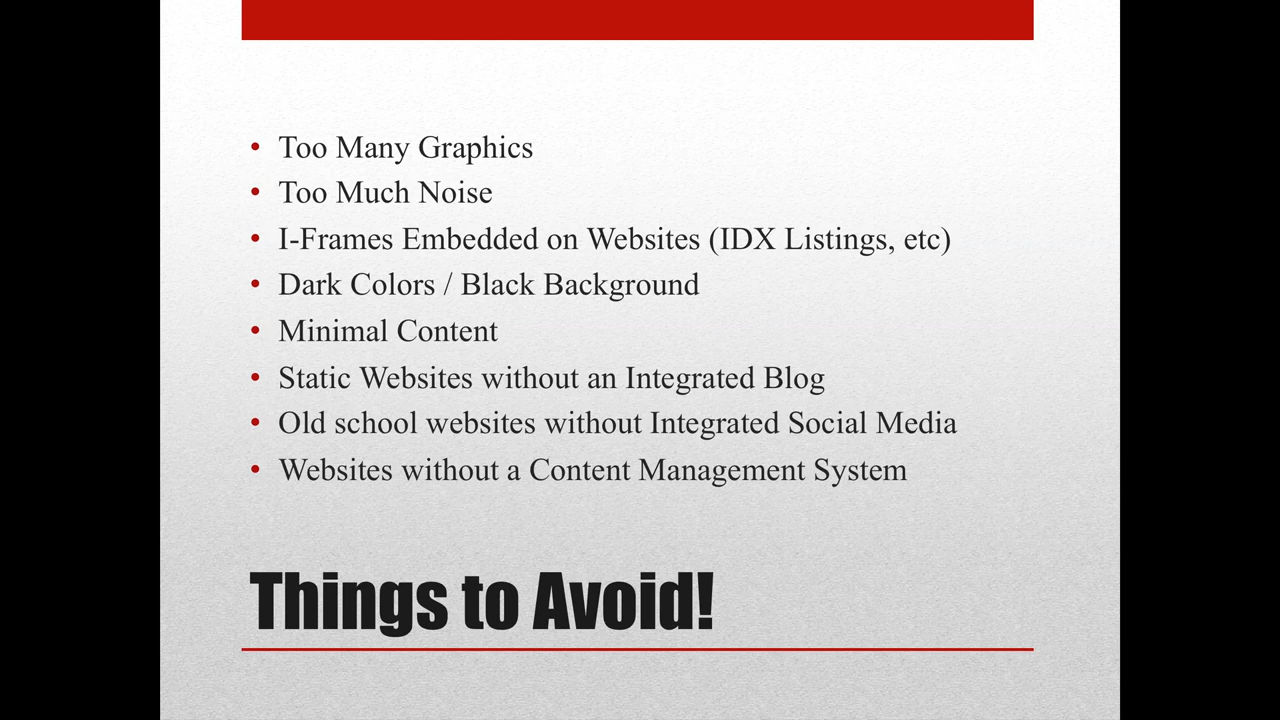 • Too Many Graphics
• Too Much Noise
• I-Frames Embedded on Websites (IDX Listings, etc)
• Dark Colors / Black Background
• Minimal Content
• Static Websites without an Integrated Blog
• Old school websites without Integrated Social Media
• Websites without a Content Management System
Things to Avoid!